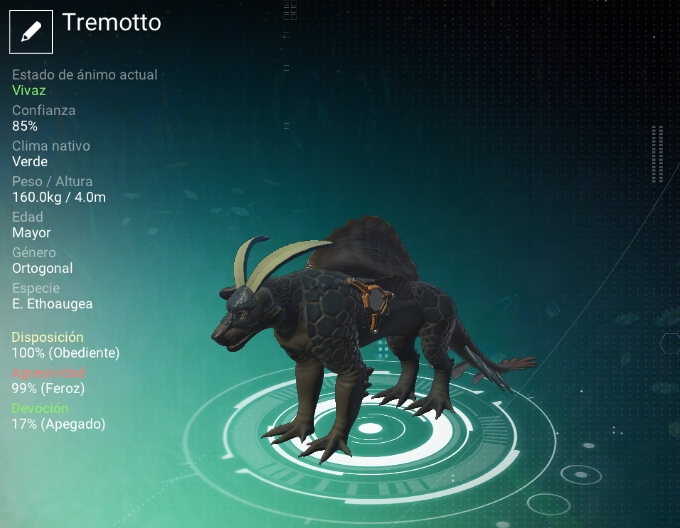 Tremotto
Estado de ánimo actual
Vivaz
Confianza
85%
Clima nativo
Verde
Peso / Altura
160.0kg / 4.0m
Edad
Mayor
Género
Ortogonal
Especie
E. Ethoaugea
Disposición
100% (Obediente)
Agresividad
99% (Feroz)
Devoción
17% (Apegado)